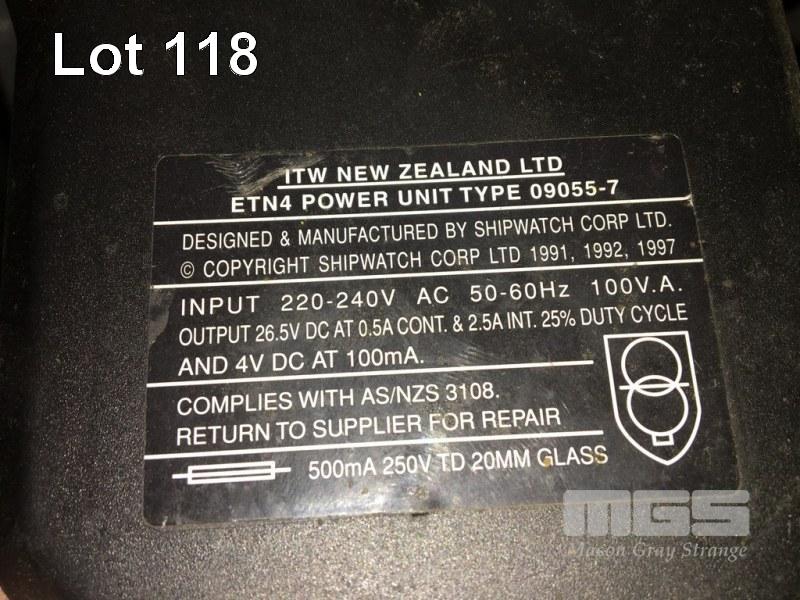 Lot 118
ITW NEW ZEALAND LTD
ETN4 POWER UNIT TYPE 09055-7
DESIGNED & MANUFACTURED BY SHIPWATCH CORP LTD.
© COPYRIGHT SHIPWATCH CORP LTD 1991, 1992, 1997
INPUT 220-240V AC 50-60Hz 100V.A.
OUTPUT 26.5V DC AT 0.5A CONT. & 2.5A INT. 25% DUTY CYCLE
AND 4V DC AT 100mA.
COMPLIES WITH AS/NZS 3108.
RETURN TO SUPPLIER FOR REPAIR
500mA 250V TD 20MM GLASS
MGS
Mason Gray Strange